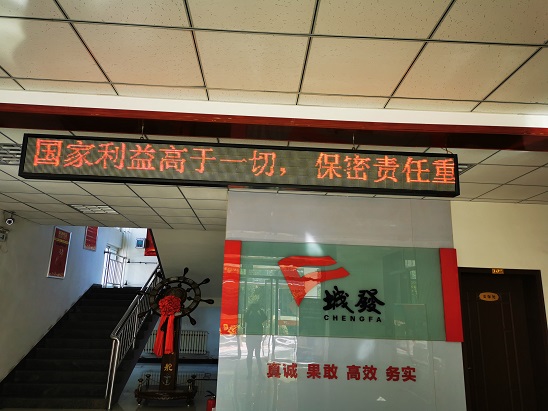 国家利益高于一切，保密责任重
城發
CHENGFA
真诚 果敢 高效 务实